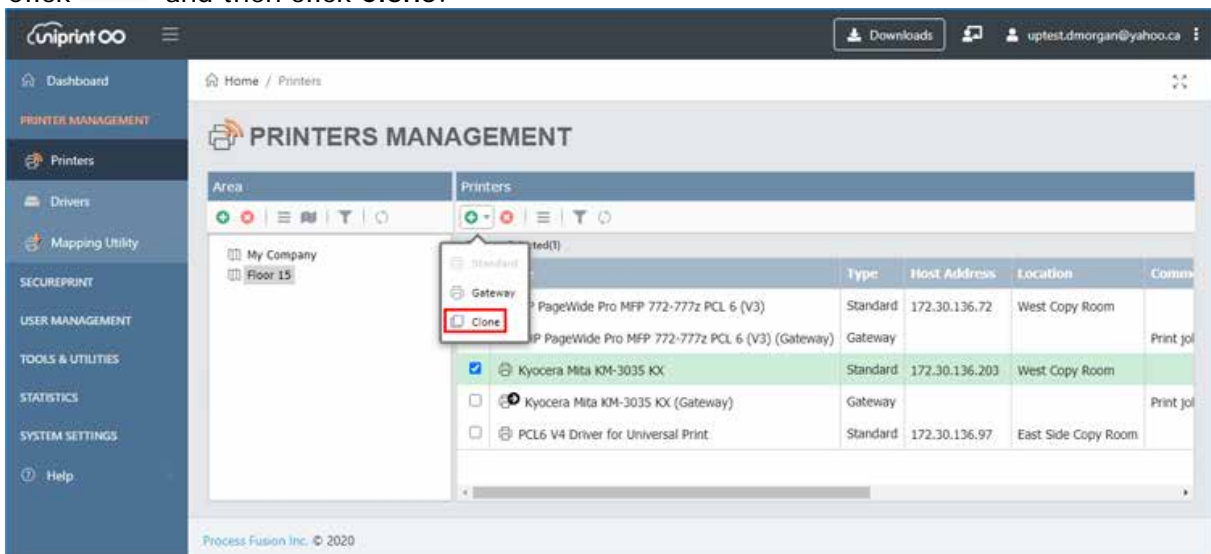 and then click Clone.
uniprint
Downloads
uptest.dmorgan@yahoo.ca
Dashboard
Home / Printers
PRINTER MANAGEMENT
PRINTERS MANAGEMENT
Printers
Area
Printers
Drivers
Mapping Utility
ted(1)
My Company
Standard
Type Host Address Location Comm
Floor 15
SECUREPRINT
Gateway
PageWide Pro MFP 772-777z PCL 6 (V3) Standard 172.30.136.72 West Copy Room
USER MANAGEMENT
Clone
HP PageWide Pro MFP 772-777z PCL 6 (V3) (Gateway) Gateway Print jol
TOOLS & UTILITIES
Kyocera Mita KM-3035 KX Standard 172.30.136.203 West Copy Room
STATISTICS
Kyocera Mita KM-3035 KX (Gateway) Gateway Print jol
SYSTEM SETTINGS
PCL6 V4 Driver for Universal Print Standard 172.30.136.97 East Side Copy Room
Help
Process Fusion Inc. © 2020